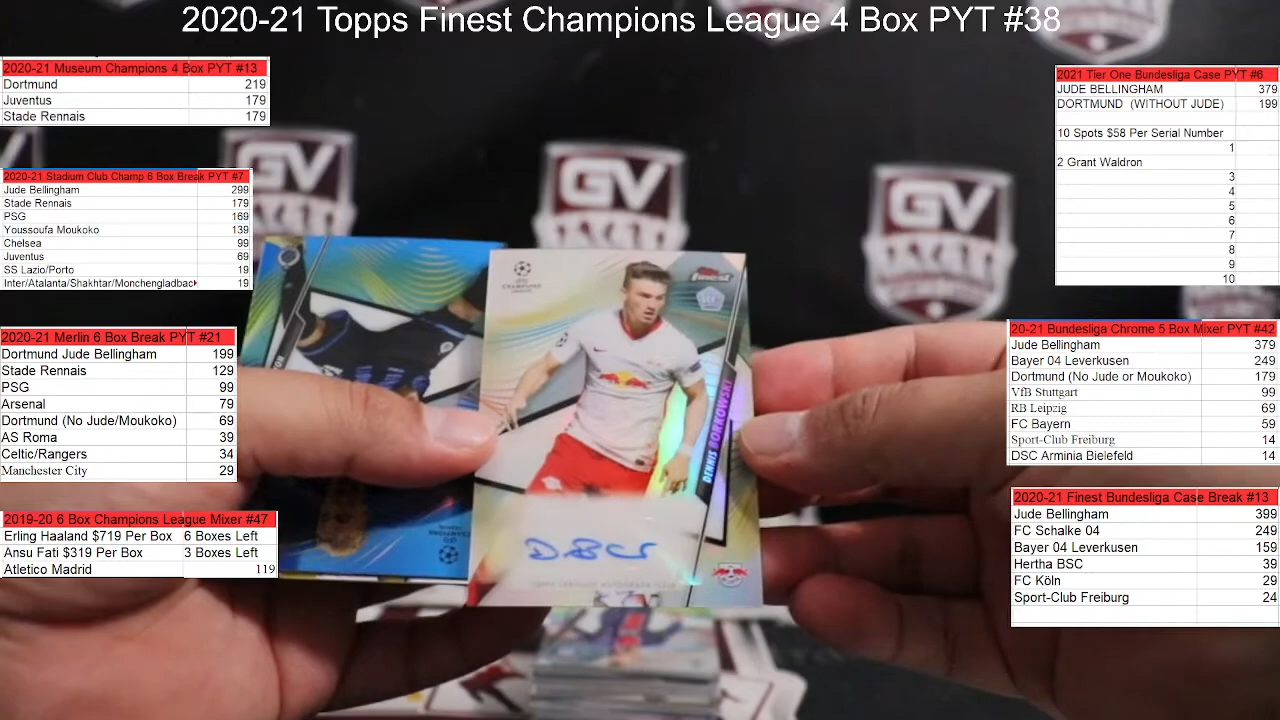 2020-21 Topps Finest Champions League 4 Box PYT #38
2020-21 Museum Champions 4 Box PYT #13
Dortmund 219
Juventus 179
Stade Rennais 179
2020-21 Stadium Club Champ 6 Box Break PYT #7
Jude Bellingham 299
Stade Rennais 179
PSG 169
Youssoufa Moukoko 139
Chelsea 99
Juventus 69
SS Lazio/Porto 19
Inter/Atalanta/Shakhtar/Monchengladbac 19
2020-21 Merlin 6 Box Break PYT #21
Dortmund Jude Bellingham 199
Stade Rennais 129
PSG 99
Arsenal 79
Dortmund (No Jude/Moukoko) 69
AS Roma 39
Celtic/Rangers 34
Manchester City 29
2019-20 6 Box Champions League Mixer #47
Erling Haaland $719 Per Box 6 Boxes Left
Ansu Fati $319 Per Box 3 Boxes Left
Atletico Madrid 119
GV
GV
GV
CHAMPIONS
LEAGUE
Finest
DENNIS BORKOWSKI
TOPPS CERTIFIED AUTOGRAPH ISSUE
2021 Tier One Bundesliga Case PYT #6
JUDE BELLINGHAM 379
DORTMUND (WITHOUT JUDE) 199
10 Spots $58 Per Serial Number
1
2 Grant Waldron
3
4
5
6
7
8
9
10
20-21 Bundesliga Chrome 5 Box Mixer PYT #42
Jude Bellingham 379
Bayer 04 Leverkusen 249
Dortmund (No Jude or Moukoko) 179
VfB Stuttgart 99
RB Leipzig 69
FC Bayern 59
Sport-Club Freiburg 14
DSC Arminia Bielefeld 14
2020-21 Finest Bundesliga Case Break #13
Jude Bellingham 399
FC Schalke 04 249
Bayer 04 Leverkusen 159
Hertha BSC 39
FC Köln 29
Sport-Club Freiburg 24